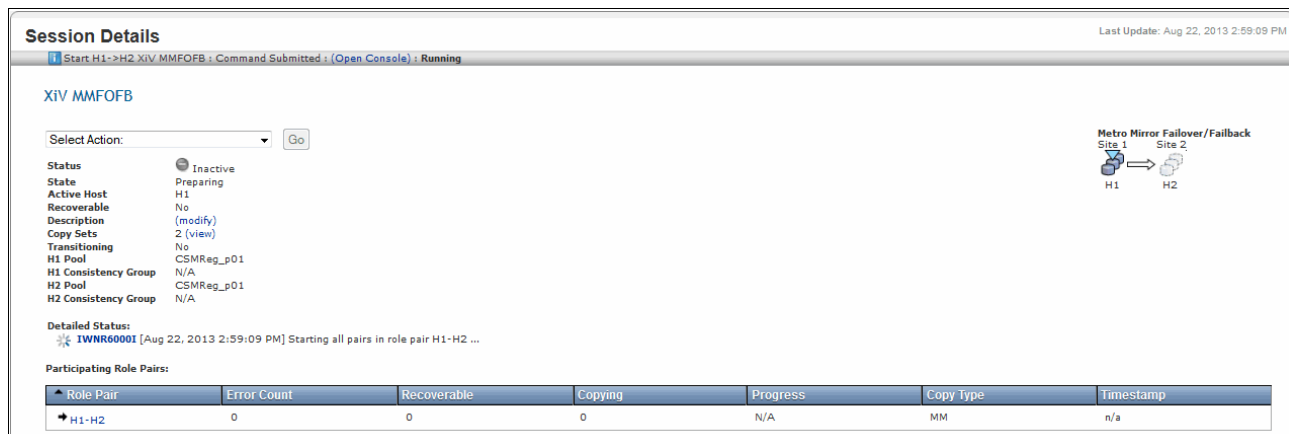 Session Details
Last Update: Aug 22, 2013 2:59:09 PM
Start H1->H2 XiV MMFOFB : Command Submitted : (Open Console) : Running
XiV MMFOFB
Select Action: Go
Metro Mirror Failover/Failback
Site 1 Site 2
H1 H2
Status Inactive
State Preparing
Active Host H1
Recoverable No
Description (modify)
Copy Sets 2 (view)
Transitioning No
H1 Pool CSMReg_p01
H1 Consistency Group N/A
H2 Pool CSMReg_p01
H2 Consistency Group N/A
Detailed Status:
IWNR6000I [Aug 22, 2013 2:59:09 PM] Starting all pairs in role pair H1-H2 ...
Participating Role Pairs:
Role Pair Error Count Recoverable Copying Progress Copy Type Timestamp
H1-H2 0 0 0 N/A MM n/a